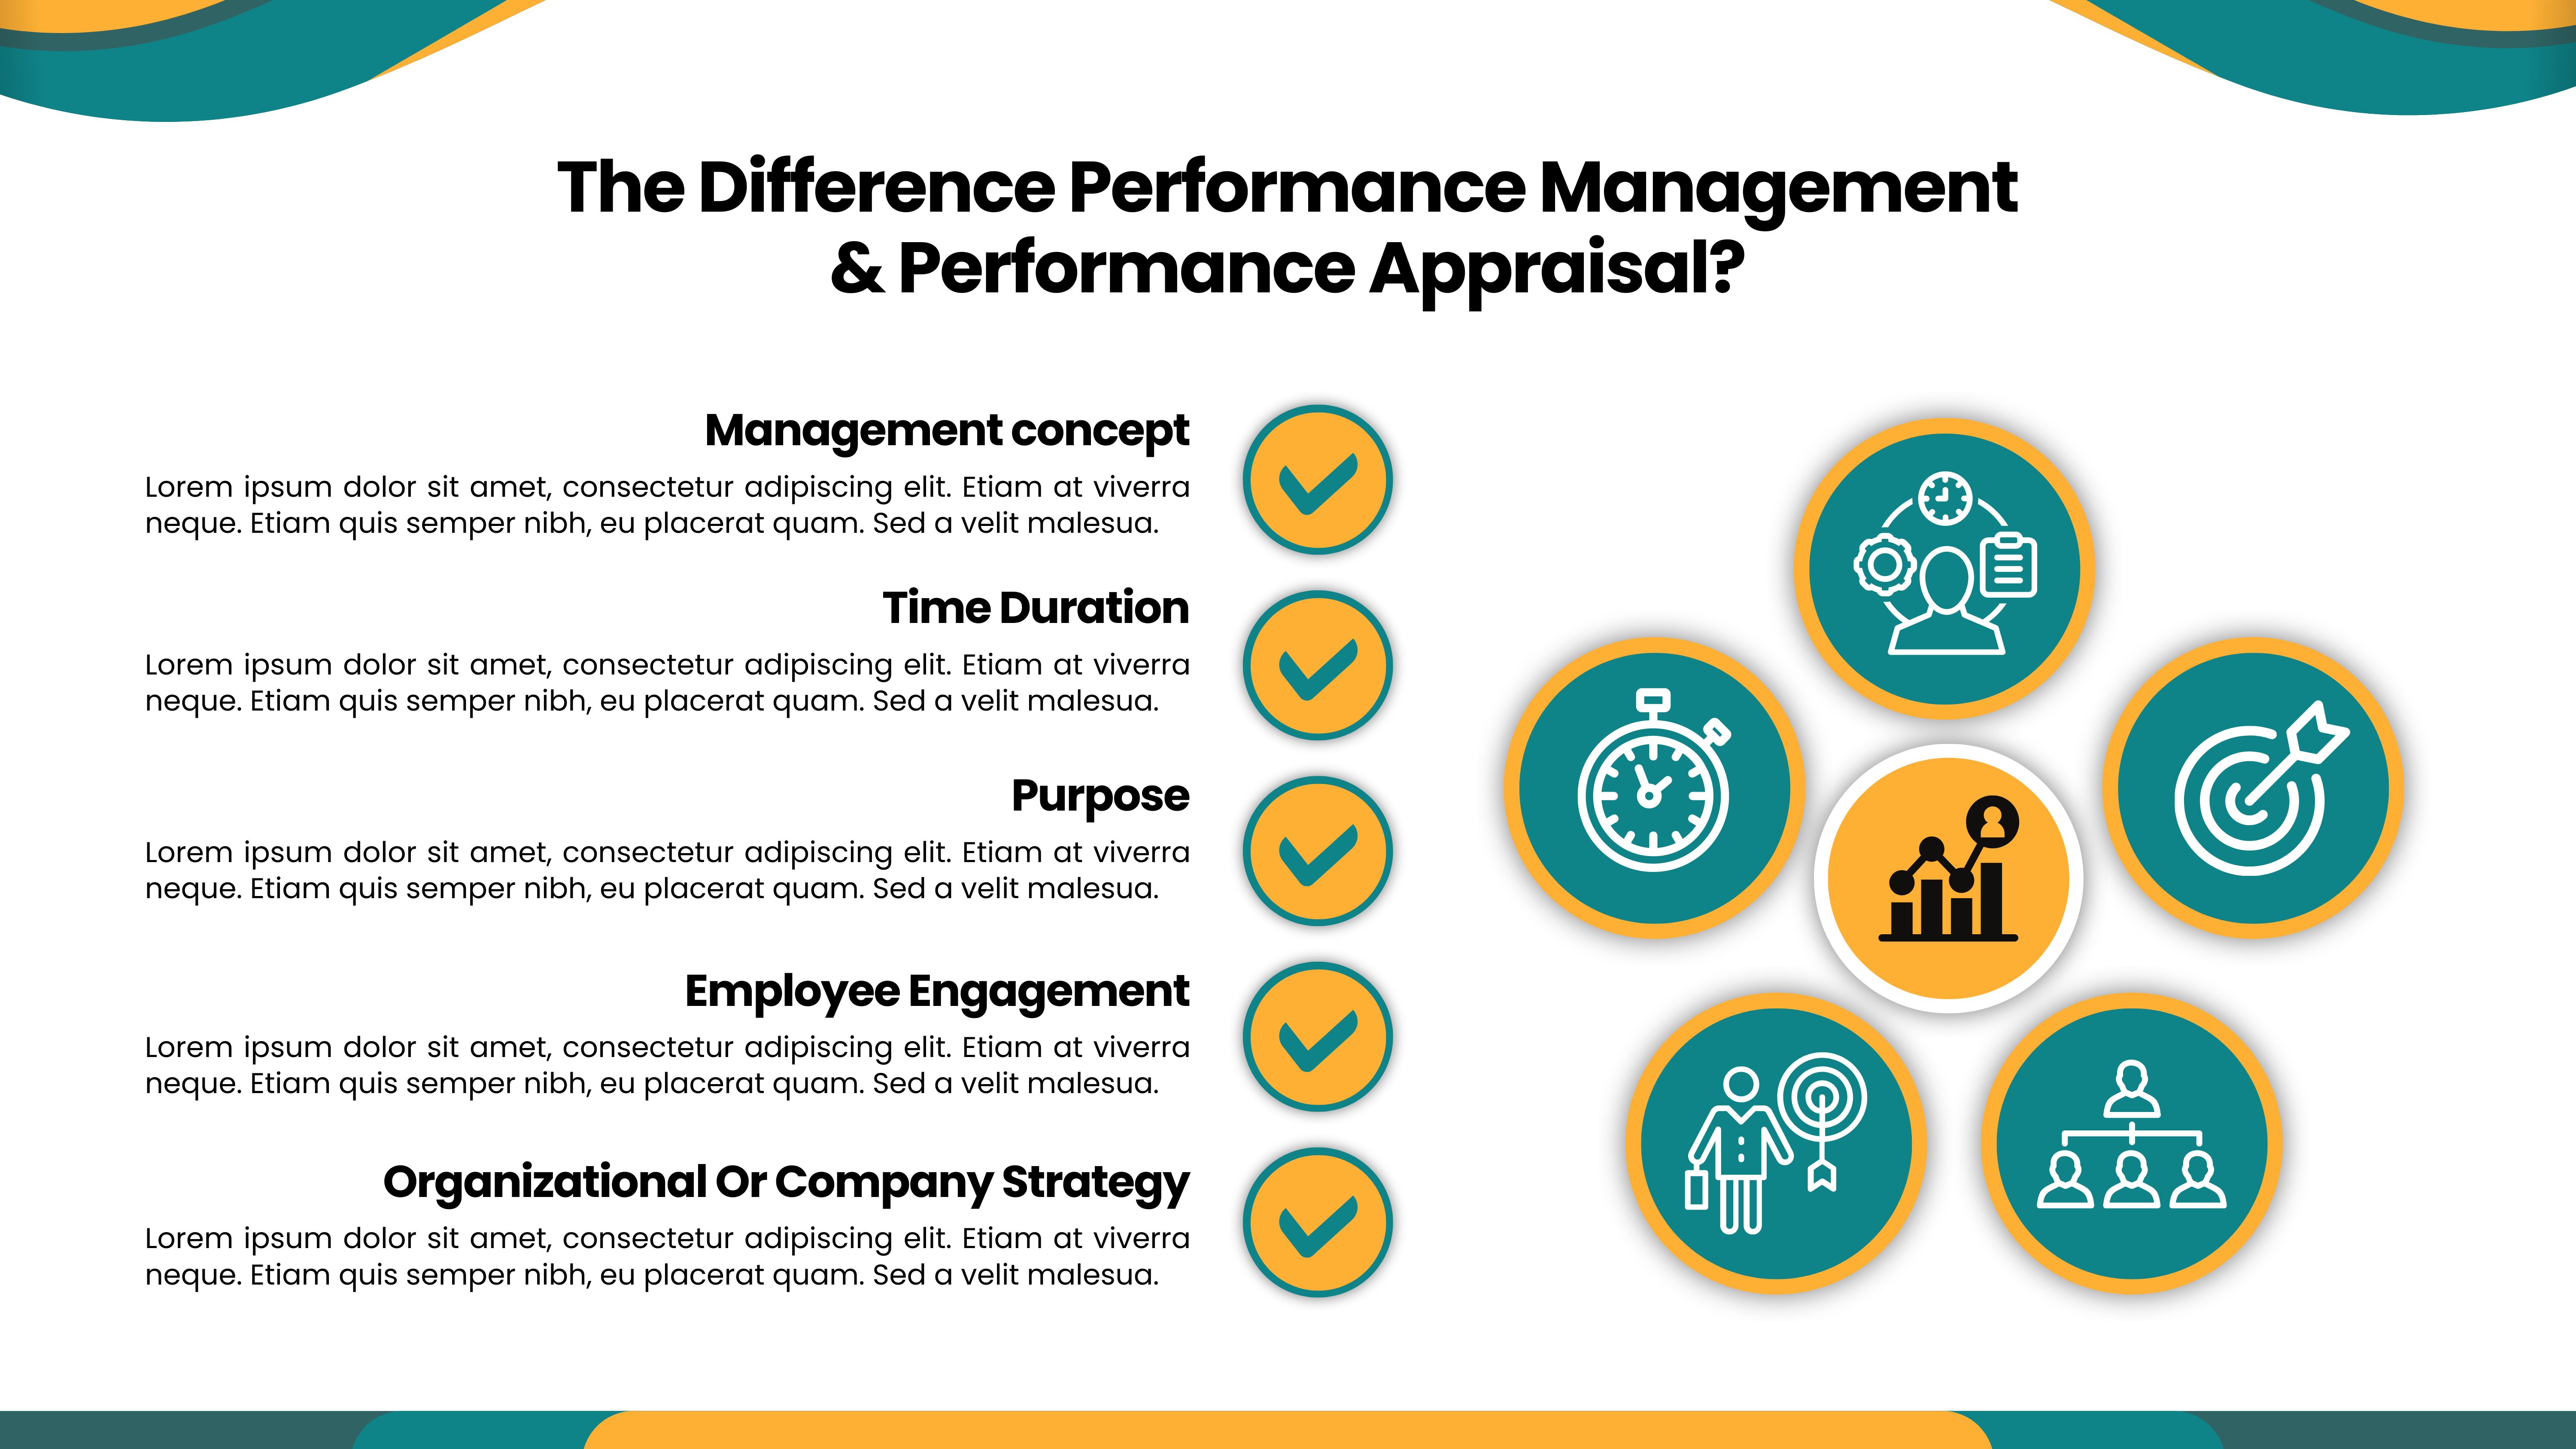 The Difference Performance Management
& Performance Appraisal?
Management concept
Lorem ipsum dolor sit amet, consectetur adipiscing elit. Etiam at viverra
neque. Etiam quis semper nibh, eu placerat quam. Sed a velit malesua.
Time Duration
Lorem ipsum dolor sit amet, consectetur adipiscing elit. Etiam at viverra
neque. Etiam quis semper nibh, eu placerat quam. Sed a velit malesua.
Purpose
Lorem ipsum dolor sit amet, consectetur adipiscing elit. Etiam at viverra
neque. Etiam quis semper nibh, eu placerat quam. Sed a velit malesua.
Employee Engagement
Lorem ipsum dolor sit amet, consectetur adipiscing elit. Etiam at viverra
neque. Etiam quis semper nibh, eu placerat quam. Sed a velit malesua.
Organizational Or Company Strategy
Lorem ipsum dolor sit amet, consectetur adipiscing elit. Etiam at viverra
neque. Etiam quis semper nibh, eu placerat quam. Sed a velit malesua.